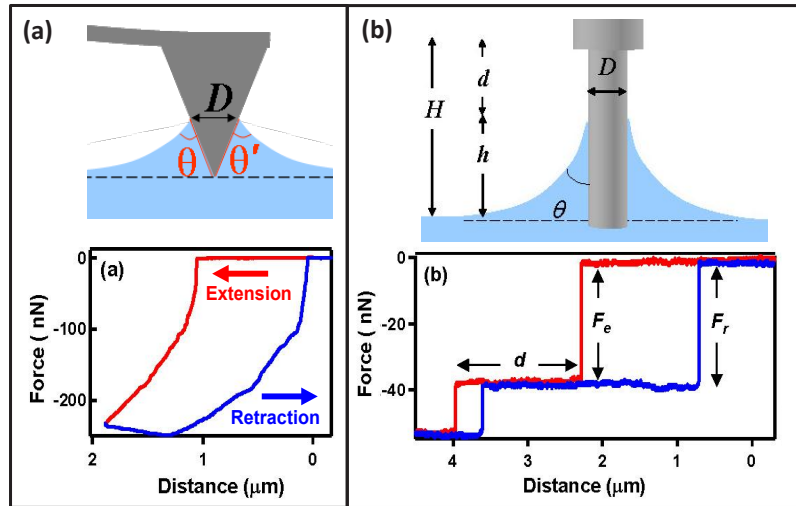 (a)
D
θ
θ'
(a)
Extension
Retraction
Force ( nN)
0
-100
-200
2
1
0
Distance (μm)
(b)
H
d
h
D
θ
(b)
d
Fe
Fr
Force ( nN)
0
-20
-40
4
3
2
1
0
Distance (μm)